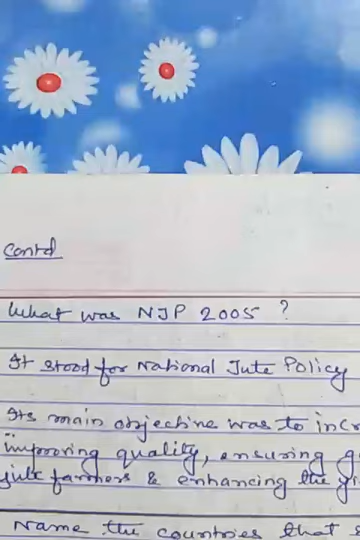 Contd
What was NJP 2005 ?
It stood for National Jute Policy
Its main objective was to incr
improving quality, ensuring
jute farmers & enhancing the
Name the countries that